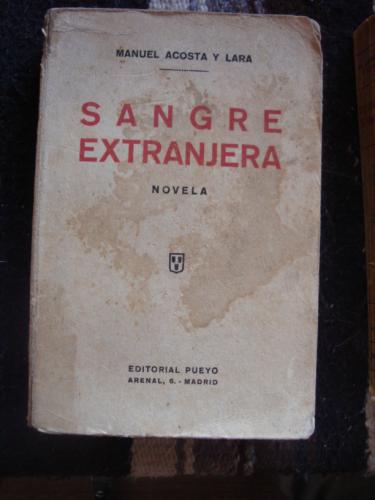 MANUEL ACOSTA Y LARA
SANGRE
EXTRANJERA
NOVELA
EDITORIAL PUEYO
ARENAL, 6. - MADRID